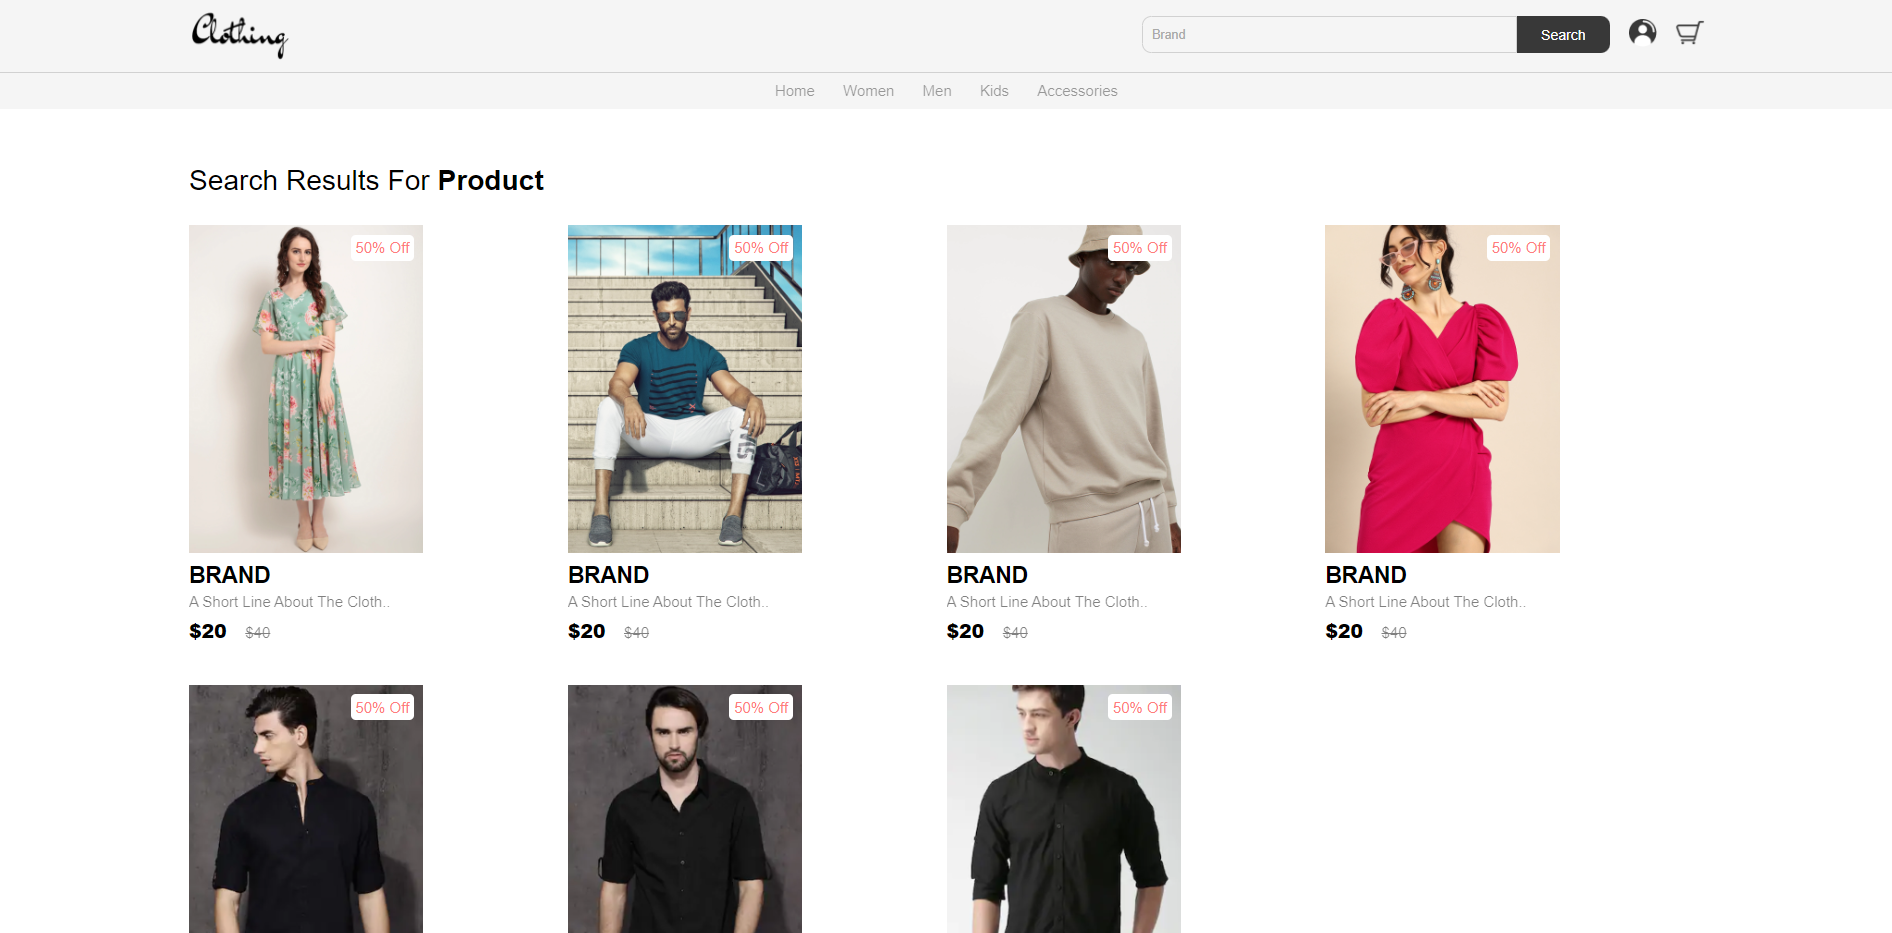 Clothing
Brand
Search
Home Women Men Kids Accessories
Search Results For Product
50% Off
50% Off
50% Off
50% Off
BRAND
A Short Line About The Cloth..
$20 $40
BRAND
A Short Line About The Cloth..
$20 $40
BRAND
A Short Line About The Cloth..
$20 $40
BRAND
A Short Line About The Cloth..
$20 $40
50% Off
50% Off
50% Off